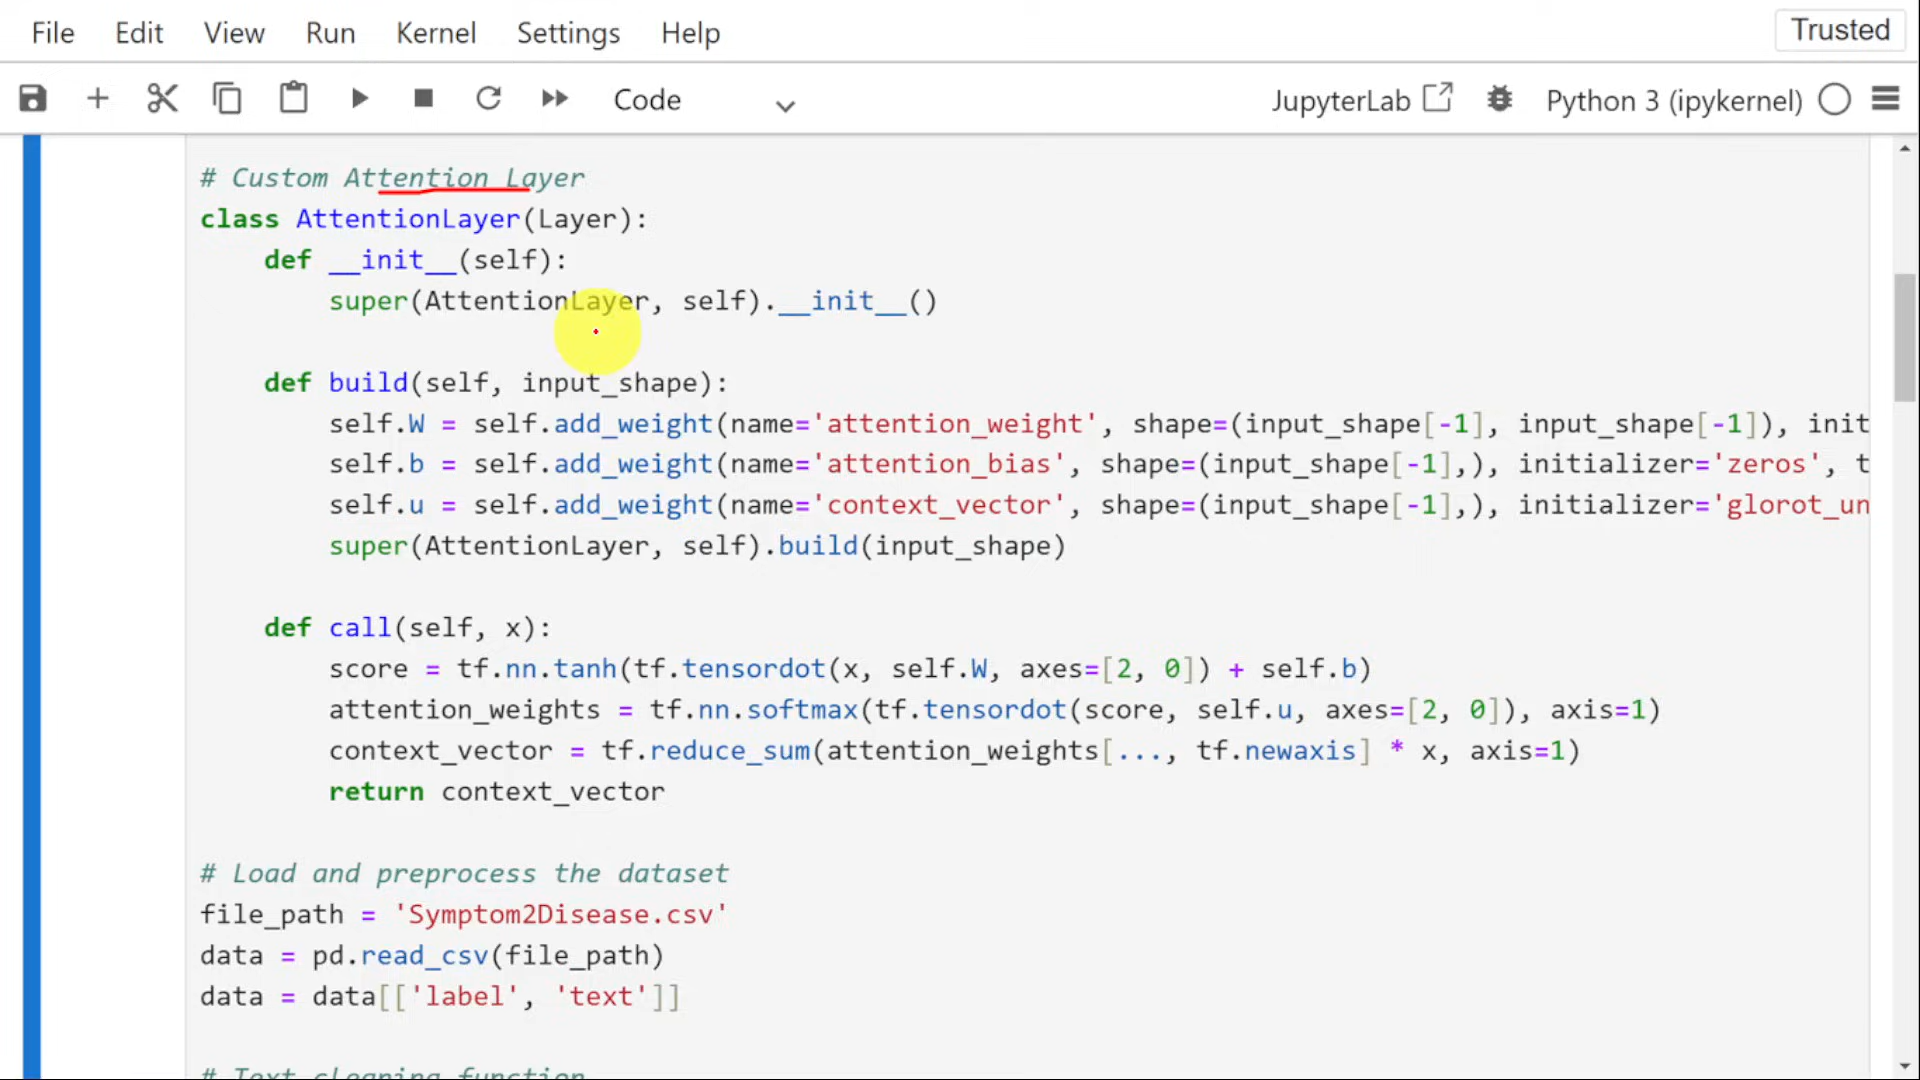 File Edit View Run Kernel Settings Help Trusted
Code JupyterLab Python 3 (ipykernel)
# Custom Attention Layer
class AttentionLayer(Layer):
    def __init__(self):
        super(AttentionLayer, self).__init__()
    def build(self, input_shape):
        self.W = self.add_weight(name='attention_weight', shape=(input_shape[-1], input_shape[-1]), init
        self.b = self.add_weight(name='attention_bias', shape=(input_shape[-1],), initializer='zeros', t
        self.u = self.add_weight(name='context_vector', shape=(input_shape[-1],), initializer='glorot_un
        super(AttentionLayer, self).build(input_shape)
    def call(self, x):
        score = tf.nn.tanh(tf.tensordot(x, self.W, axes=[2, 0]) + self.b)
        attention_weights = tf.nn.softmax(tf.tensordot(score, self.u, axes=[2, 0]), axis=1)
        context_vector = tf.reduce_sum(attention_weights[..., tf.newaxis] * x, axis=1)
        return context_vector
# Load and preprocess the dataset
file_path = 'Symptom2Disease.csv'
data = pd.read_csv(file_path)
data = data[['label', 'text']]
# Text cleaning function